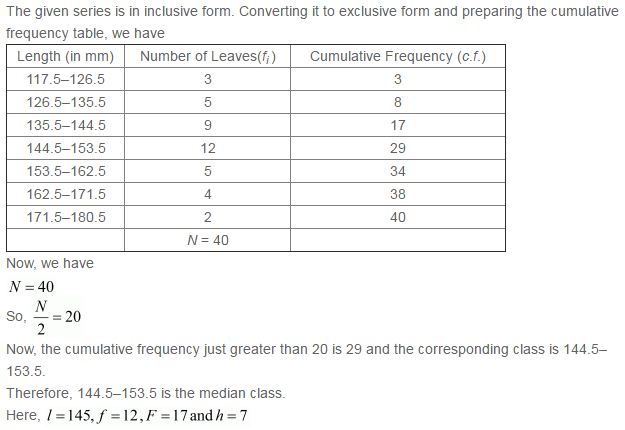 The given series is in inclusive form. Converting it to exclusive form and preparing the cumulative
frequency table, we have
Length (in mm) Number of Leaves(fᵢ) Cumulative Frequency (c.f.)
117.5–126.5 3 3
126.5–135.5 5 8
135.5–144.5 9 17
144.5–153.5 12 29
153.5–162.5 5 34
162.5–171.5 4 38
171.5–180.5 2 40
N = 40
Now, we have
N = 40
So, N/2 = 20
Now, the cumulative frequency just greater than 20 is 29 and the corresponding class is 144.5–
153.5.
Therefore, 144.5–153.5 is the median class.
Here, l = 145, f = 12, F = 17 and h = 7